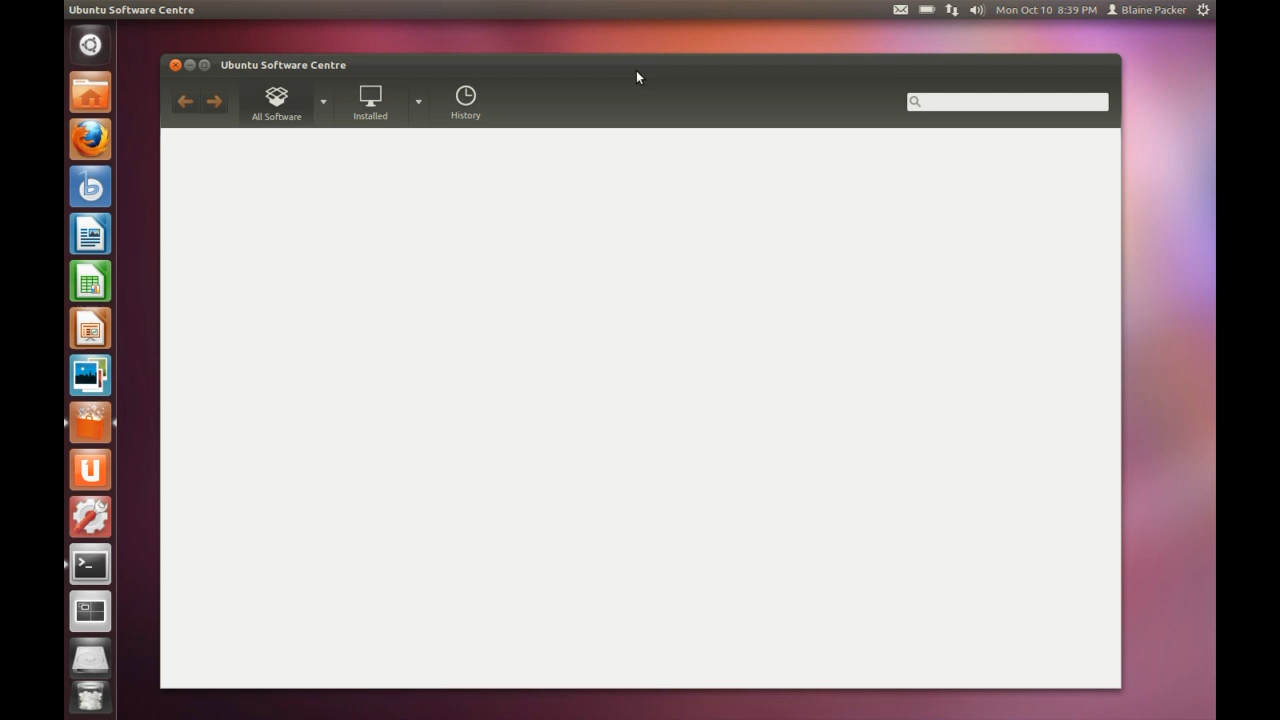 Ubuntu Software Centre
Mon Oct 10 8:39 PM Blaine Packer
Ubuntu Software Centre
All Software Installed History